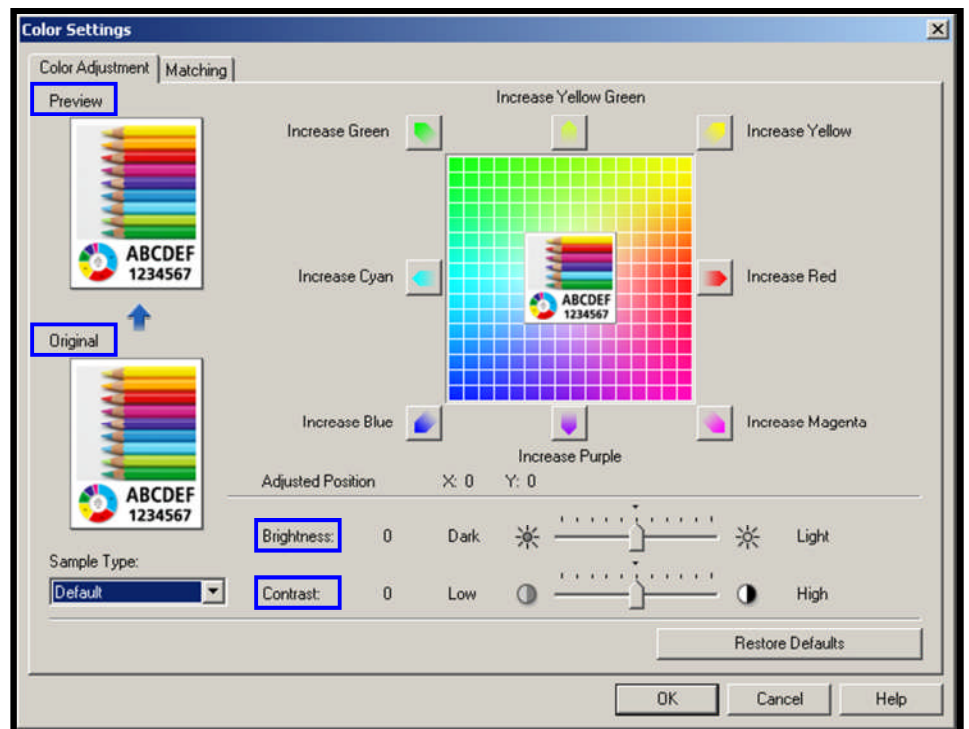 Color Settings
Color Adjustment Matching
Preview
Increase Yellow Green
Increase Green
Increase Yellow
ABCDEF
1234567
Increase Cyan
Increase Red
ABCDEF
1234567
Original
Increase Blue
Increase Magenta
Increase Purple
ABCDEF
1234567
Adjusted Position X: 0 Y: 0
Brightness: 0 Dark Light
Sample Type:
Default
Contrast: 0 Low High
Restore Defaults
OK Cancel Help